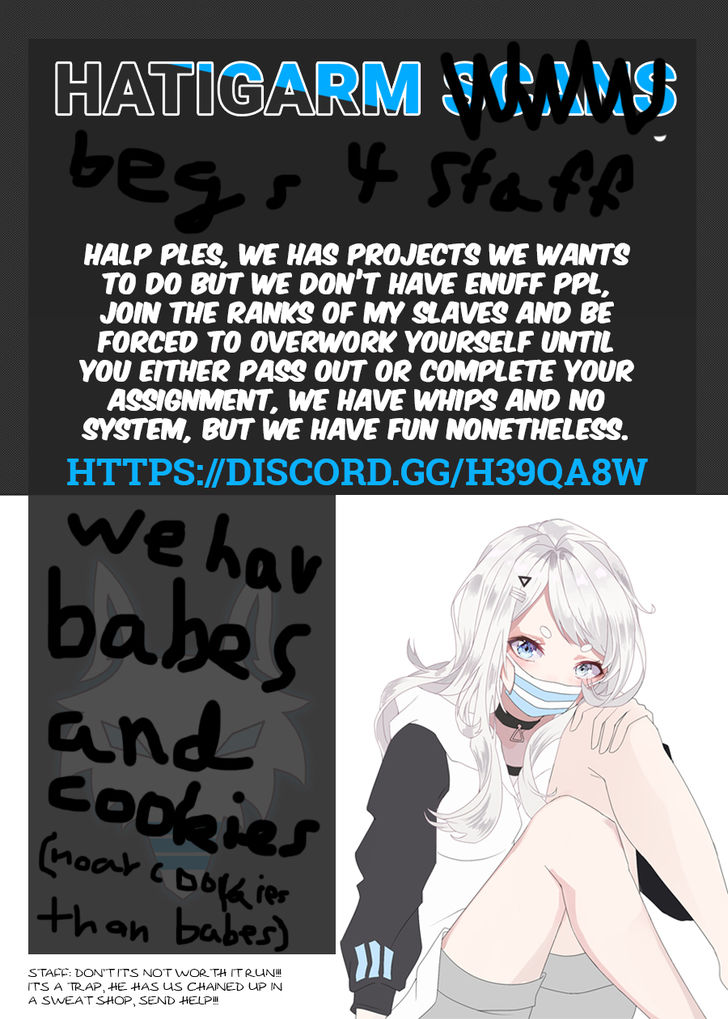 HATIGARM SCANS
begs 4 staff
HALP PLES, WE HAS PROJECTS WE WANTS
TO DO BUT WE DON'T HAVE ENUFF PPL,
JOIN THE RANKS OF MY SLAVES AND BE
FORCED TO OVERWORK YOURSELF UNTIL
YOU EITHER PASS OUT OR COMPLETE YOUR
ASSIGNMENT, WE HAVE WHIPS AND NO
SYSTEM, BUT WE HAVE FUN NONETHELESS.
HTTPS://DISCORD.GG/H39QA8W
we hav
babes
and
cookies
(moar cookies
than babes)
STAFF: DON'T ITS NOT WORTH IT RUN!!!
ITS A TRAP, HE HAS US CHAINED UP IN
A SWEAT SHOP, SEND HELP!!!